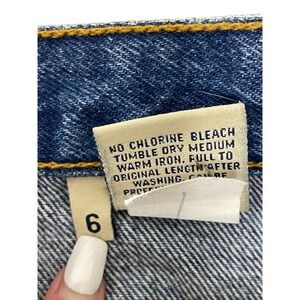 NO CHLORINE BLEACH
TUMBLE DRY MEDIUM
WARM IRON. PULL TO
ORIGINAL LENGTH AFTER
WASHING.
6